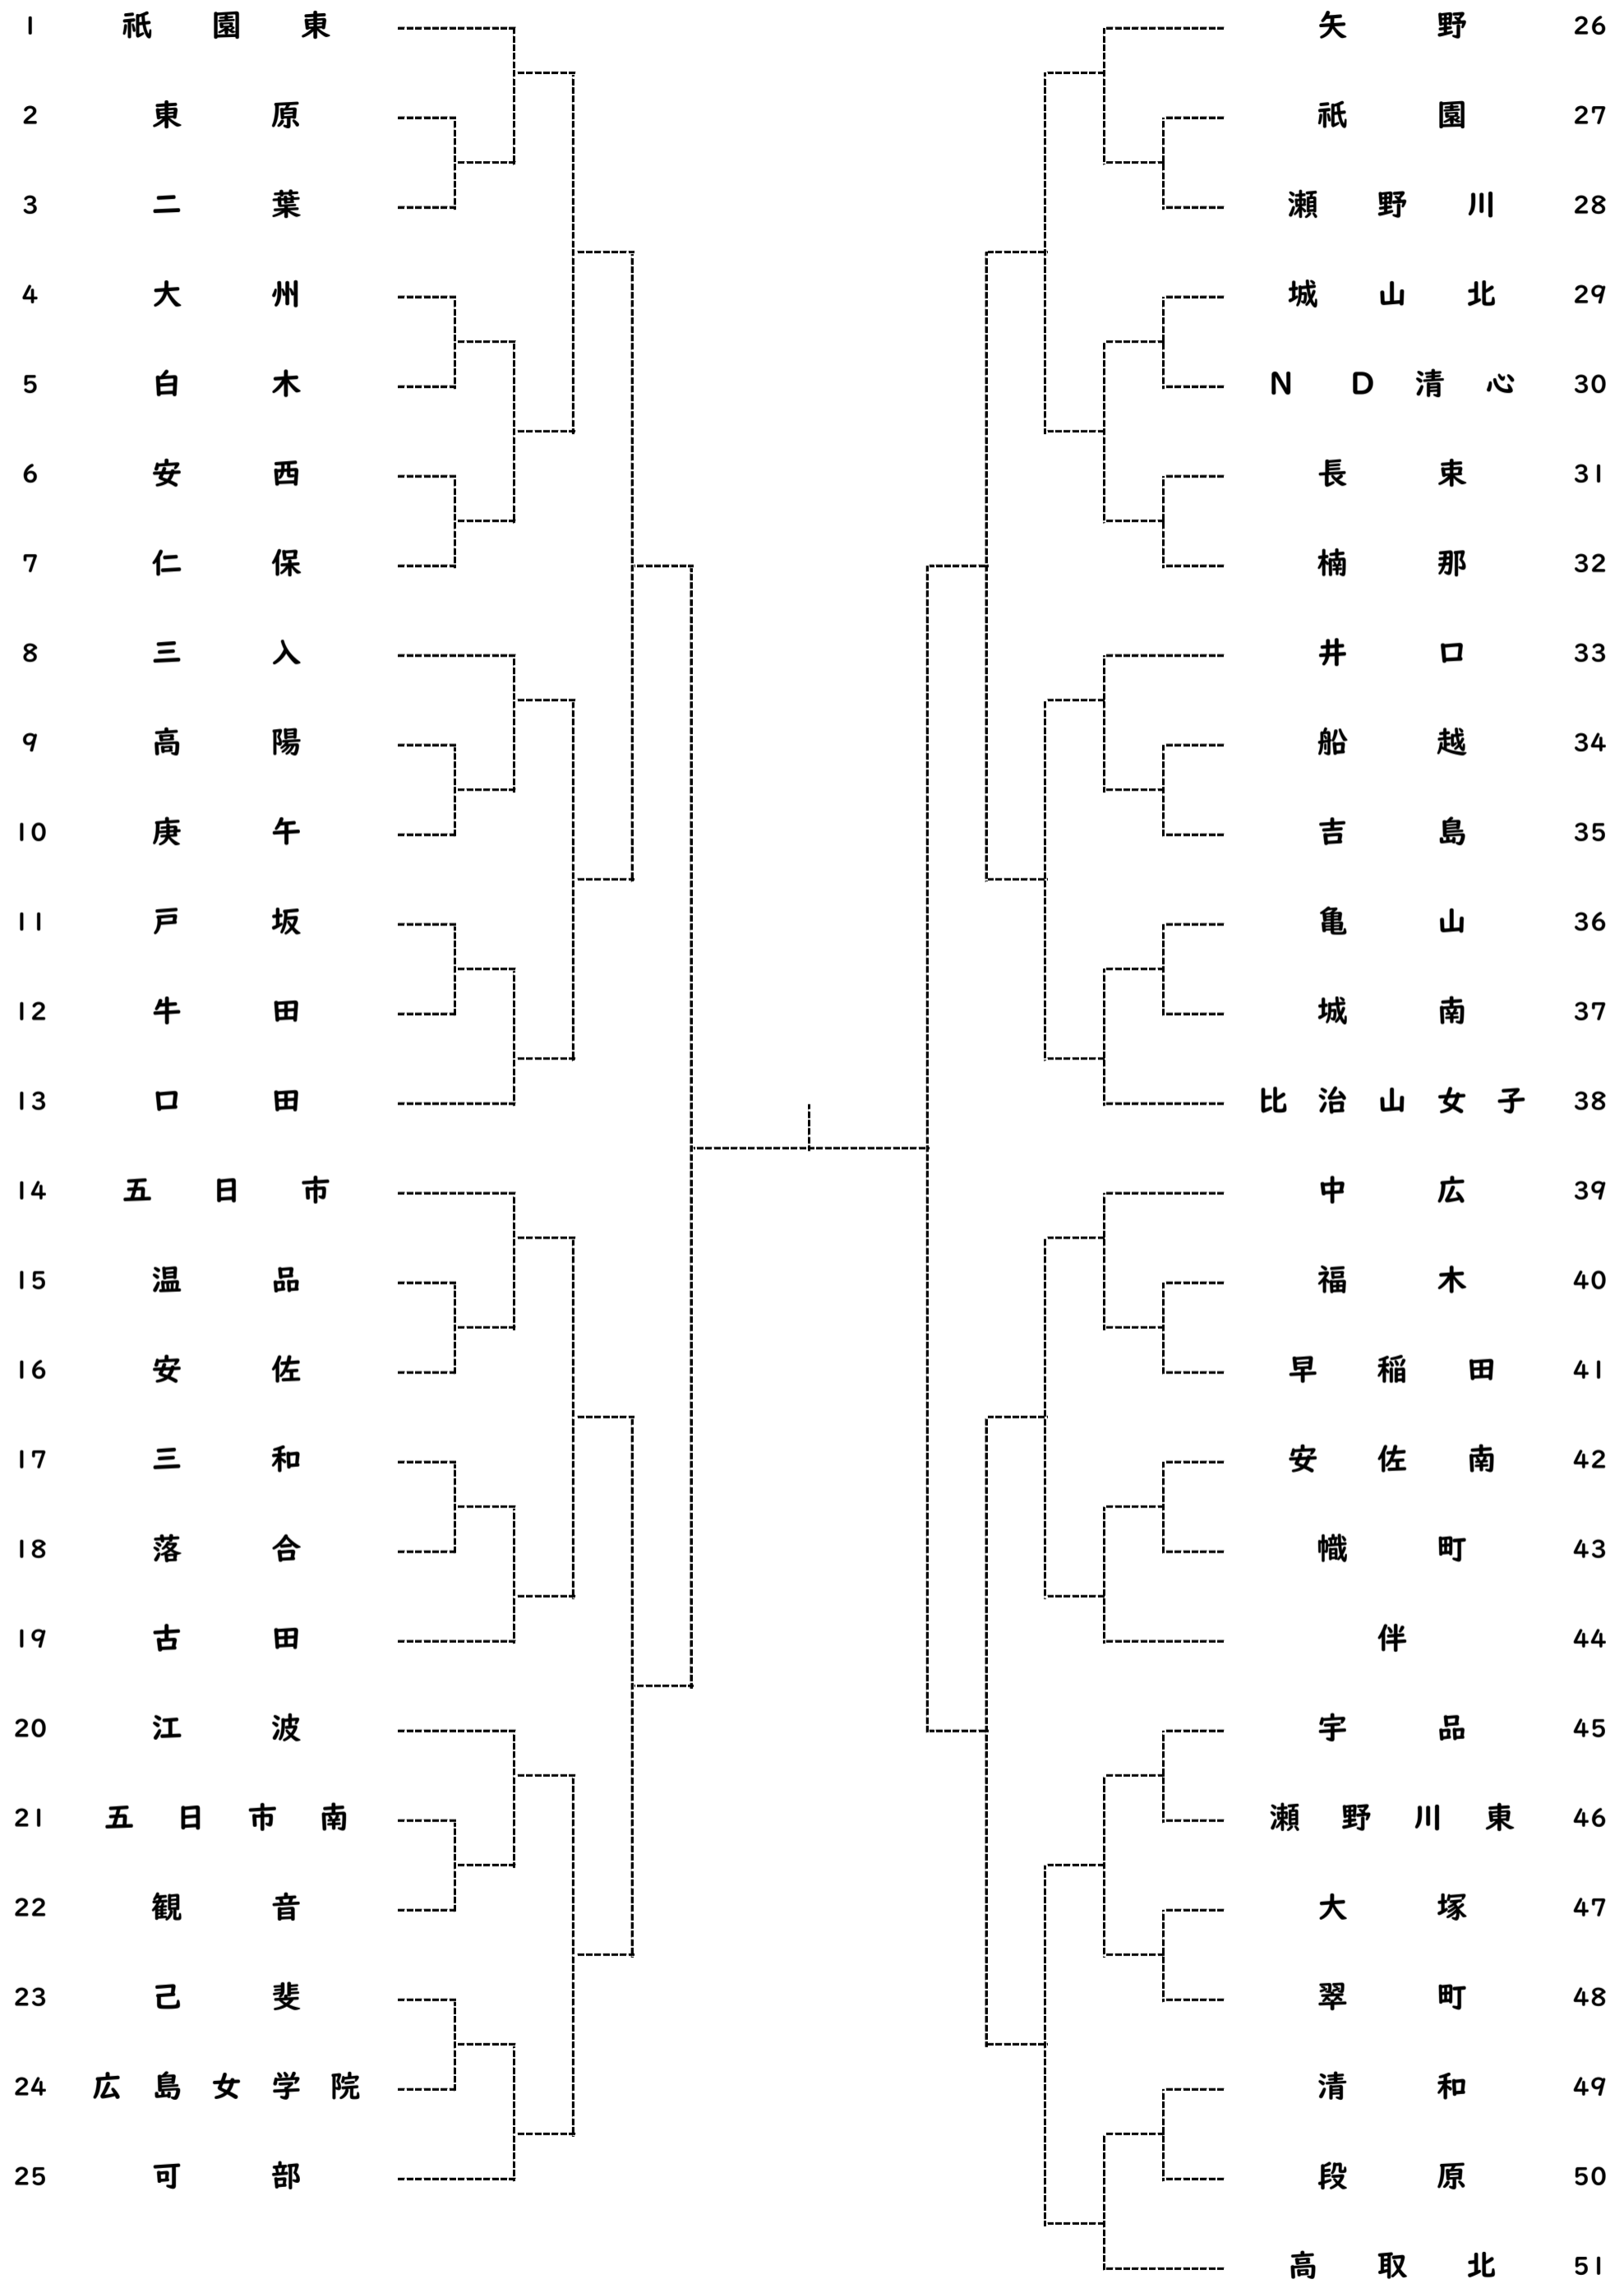 1 祇園東
2 東原
3 二葉
4 大州
5 白木
6 安西
7 仁保
8 三入
9 高陽
10 庚午
11 戸坂
12 牛田
13 口田
14 五日市
15 温品
16 安佐
17 三和
18 落合
19 古田
20 江波
21 五日市南
22 観音
23 己斐
24 広島女学院
25 可部
矢野 26
祇園 27
瀬野川 28
城山北 29
ND清心 30
長束 31
楠那 32
井口 33
船越 34
吉島 35
亀山 36
城南 37
比治山女子 38
中広 39
福木 40
早稲田 41
安佐南 42
幟町 43
伴 44
宇品 45
瀬野川東 46
大塚 47
翠町 48
清和 49
段原 50
高取北 51